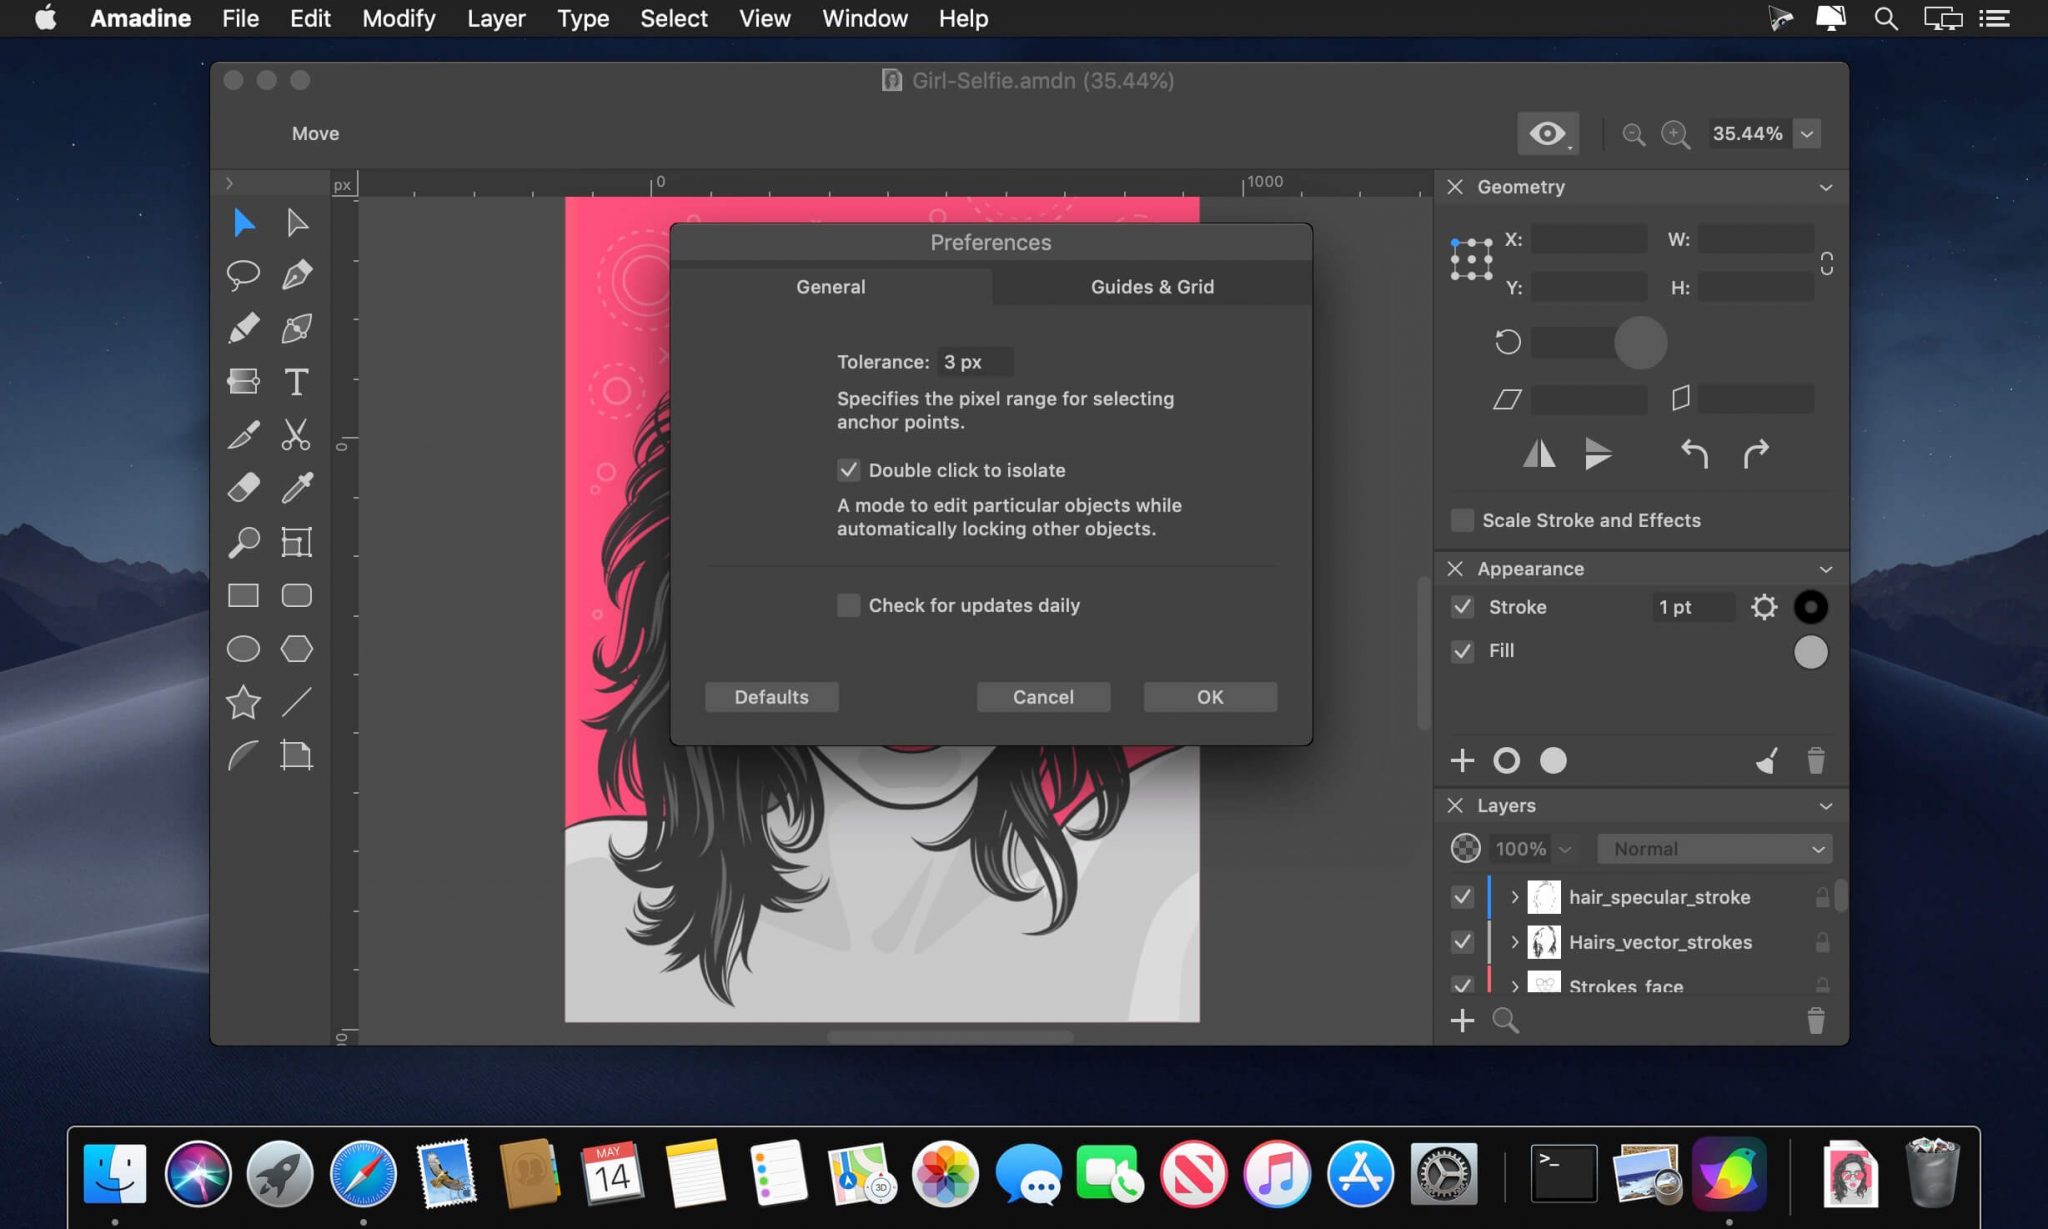 Amadine File Edit Modify Layer Type Select View Window Help
Girl-Selfie.amdn (35.44%)
Move
35.44%
px
0
1000
0
Preferences
General
Guides & Grid
Tolerance: 3 px
Specifies the pixel range for selecting
anchor points.
Double click to isolate
A mode to edit particular objects while
automatically locking other objects.
Check for updates daily
Defaults
Cancel
OK
Geometry
X:
W:
Y:
H:
Scale Stroke and Effects
Appearance
Stroke
1 pt
Fill
Layers
100%
Normal
hair_specular_stroke
Hairs_vector_strokes
Strokes_face
MAY
14
3D
>_